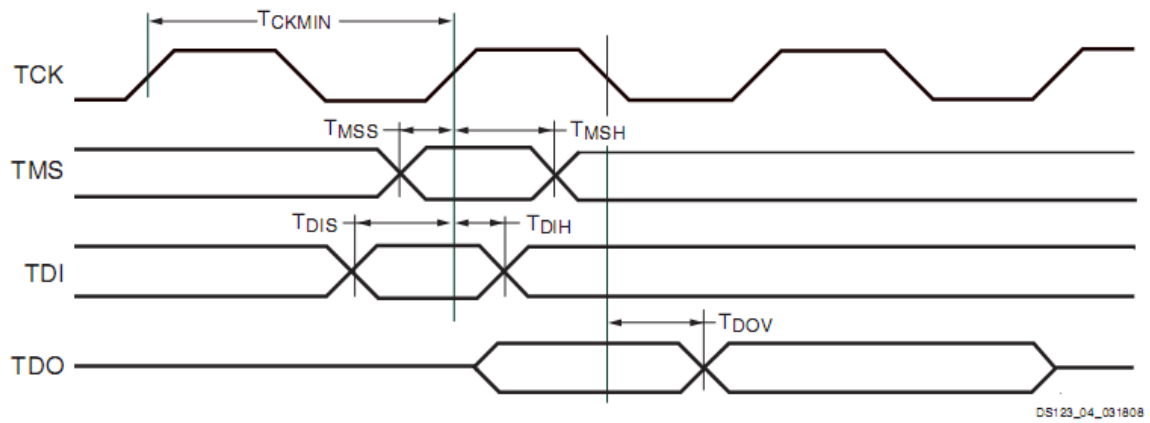 TCKMIN
TCK
TMSS TMSH
TMS
TDIS TDIH
TDI
TDOV
TDO
DS123_04_031808